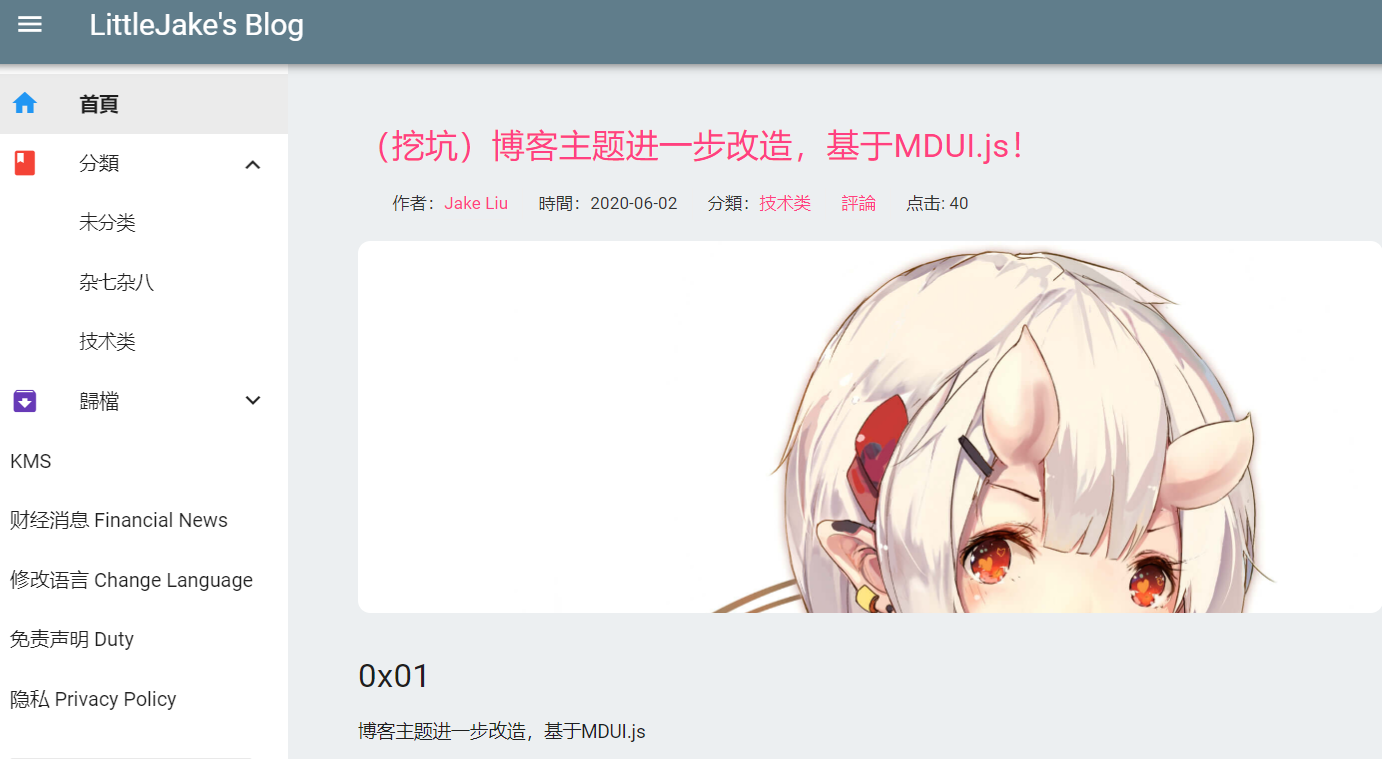 LittleJake's Blog
首頁
分類
未分类
杂七杂八
技术类
歸檔
KMS
财经消息 Financial News
修改语言 Change Language
免责声明 Duty
隐私 Privacy Policy
（挖坑）博客主题进一步改造，基于MDUI.js！
作者：Jake Liu 時間：2020-06-02 分類：技术类 評論 点击: 40
0x01
博客主题进一步改造，基于MDUI.js